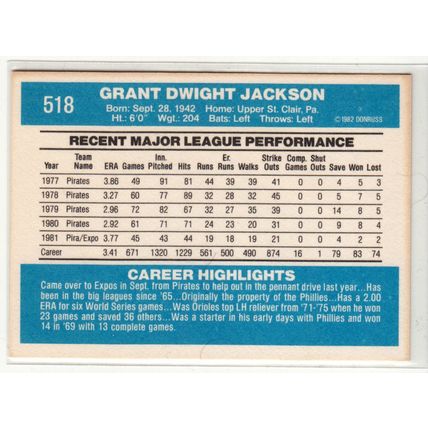 518
GRANT DWIGHT JACKSON
Born: Sept. 28, 1942 Home: Upper St. Clair, Pa.
Ht.: 6'0" Wgt.: 204 Bats: Left Throws: Left
©1982 DONRUSS
RECENT MAJOR LEAGUE PERFORMANCE
Team Inn. Er. Strike Comp. Shut
Year Name ERA Games Pitched Hits Runs Runs Walks Outs Games Outs Save Won Lost
1977 Pirates 3.86 49 91 81 44 39 39 41 0 0 4 5 3
1978 Pirates 3.27 60 77 89 32 28 32 45 0 0 5 7 5
1979 Pirates 2.96 72 82 67 32 27 35 39 0 0 14 8 5
1980 Pirates 2.92 61 71 71 24 23 20 31 0 0 9 8 4
1981 Pira/Expo 3.77 45 43 44 19 18 19 21 0 0 4 2 2
Career 3.41 671 1320 1229 561 500 490 874 16 1 79 83 74
CAREER HIGHLIGHTS
Came over to Expos in Sept. from Pirates to help out in the pennant drive last yr...Has
been in the big leagues since '65...Originally the property of the Phillies...Has a 2.00
ERA for six World Series games...Was Orioles top LH reliever from '71-'75 when he won
23 games and saved 36 others...Was a starter in his early days with Phillies and won
14 in '69 with 13 complete games.